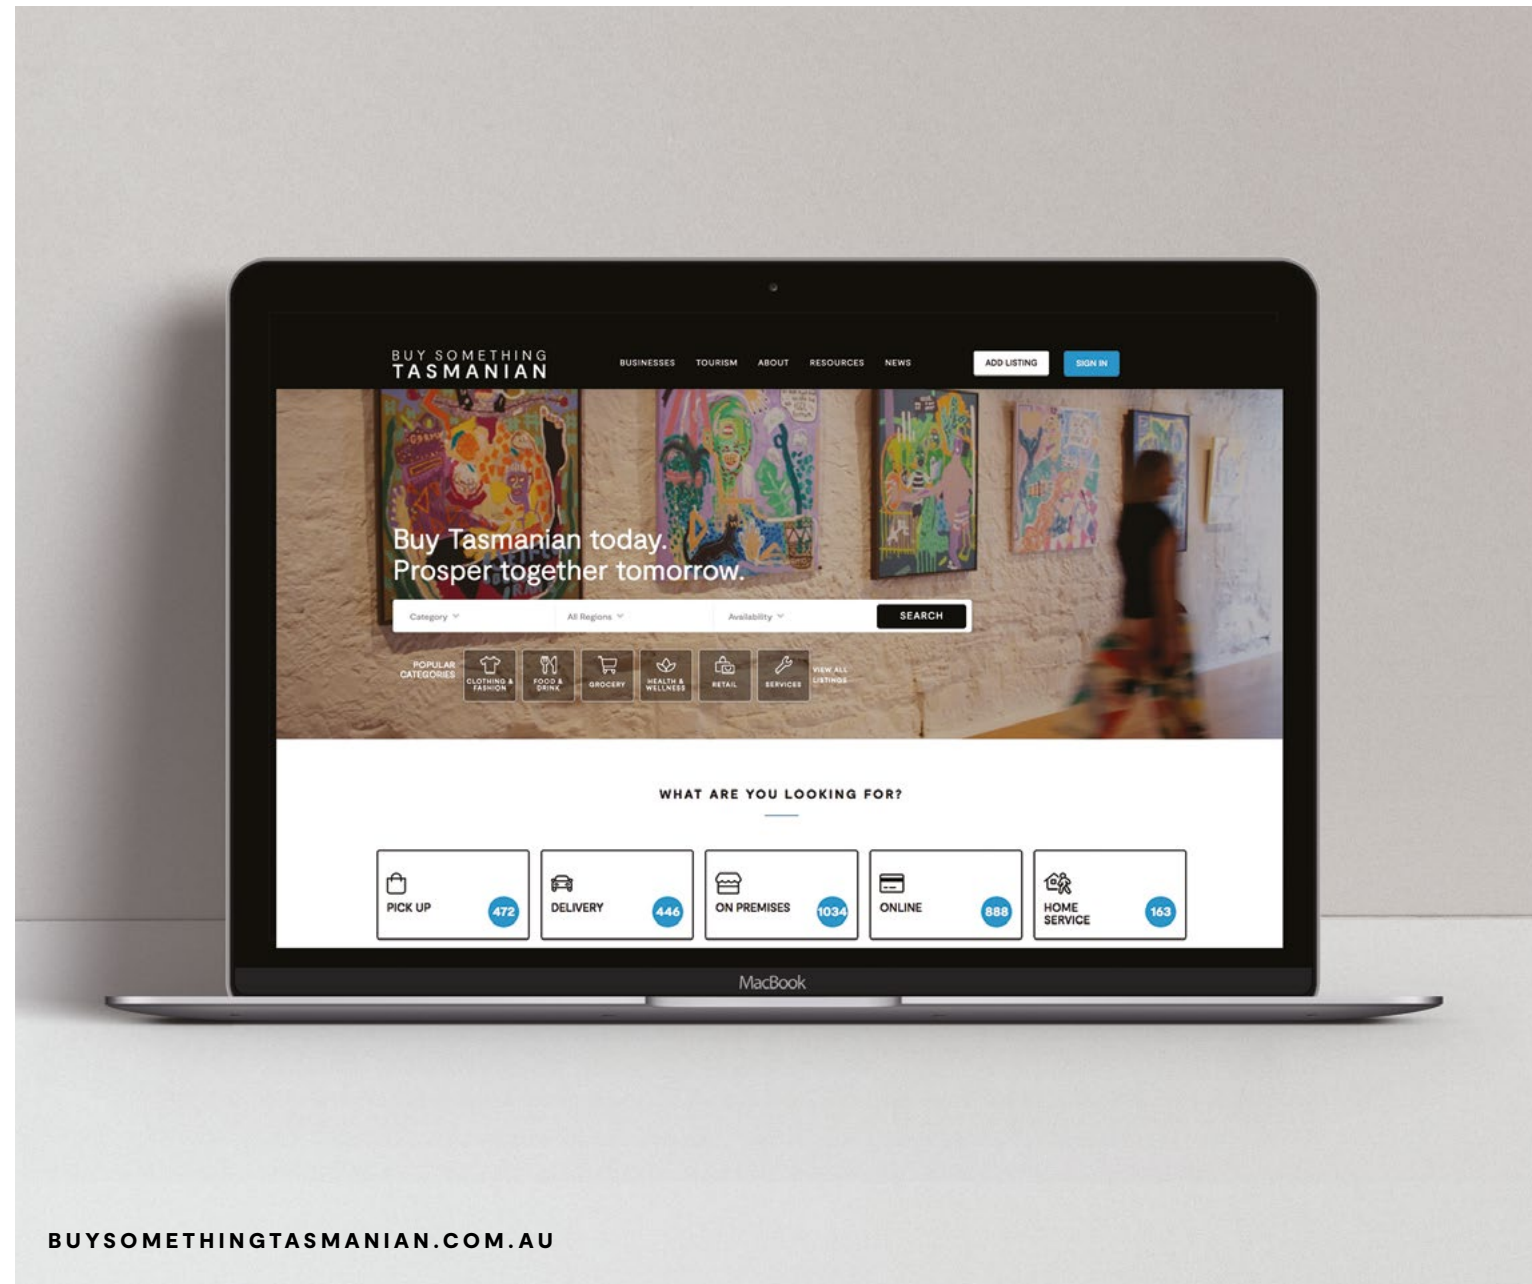 BUY SOMETHING
TASMANIAN
BUSINESSES TOURISM ABOUT RESOURCES NEWS
ADD LISTING SIGN IN
Buy Tasmanian today.
Prosper together tomorrow.
Category All Regions Availability SEARCH
POPULAR
CATEGORIES
CLOTHING &
FASHION
FOOD &
DRINK
GROCERY
HEALTH &
WELLNESS
RETAIL
SERVICES
VIEW ALL
LISTINGS
WHAT ARE YOU LOOKING FOR?
PICK UP 472
DELIVERY 446
ON PREMISES 1034
ONLINE 888
HOME
SERVICE 163
MacBook
BUYSOMETHINGTASMANIAN.COM.AU